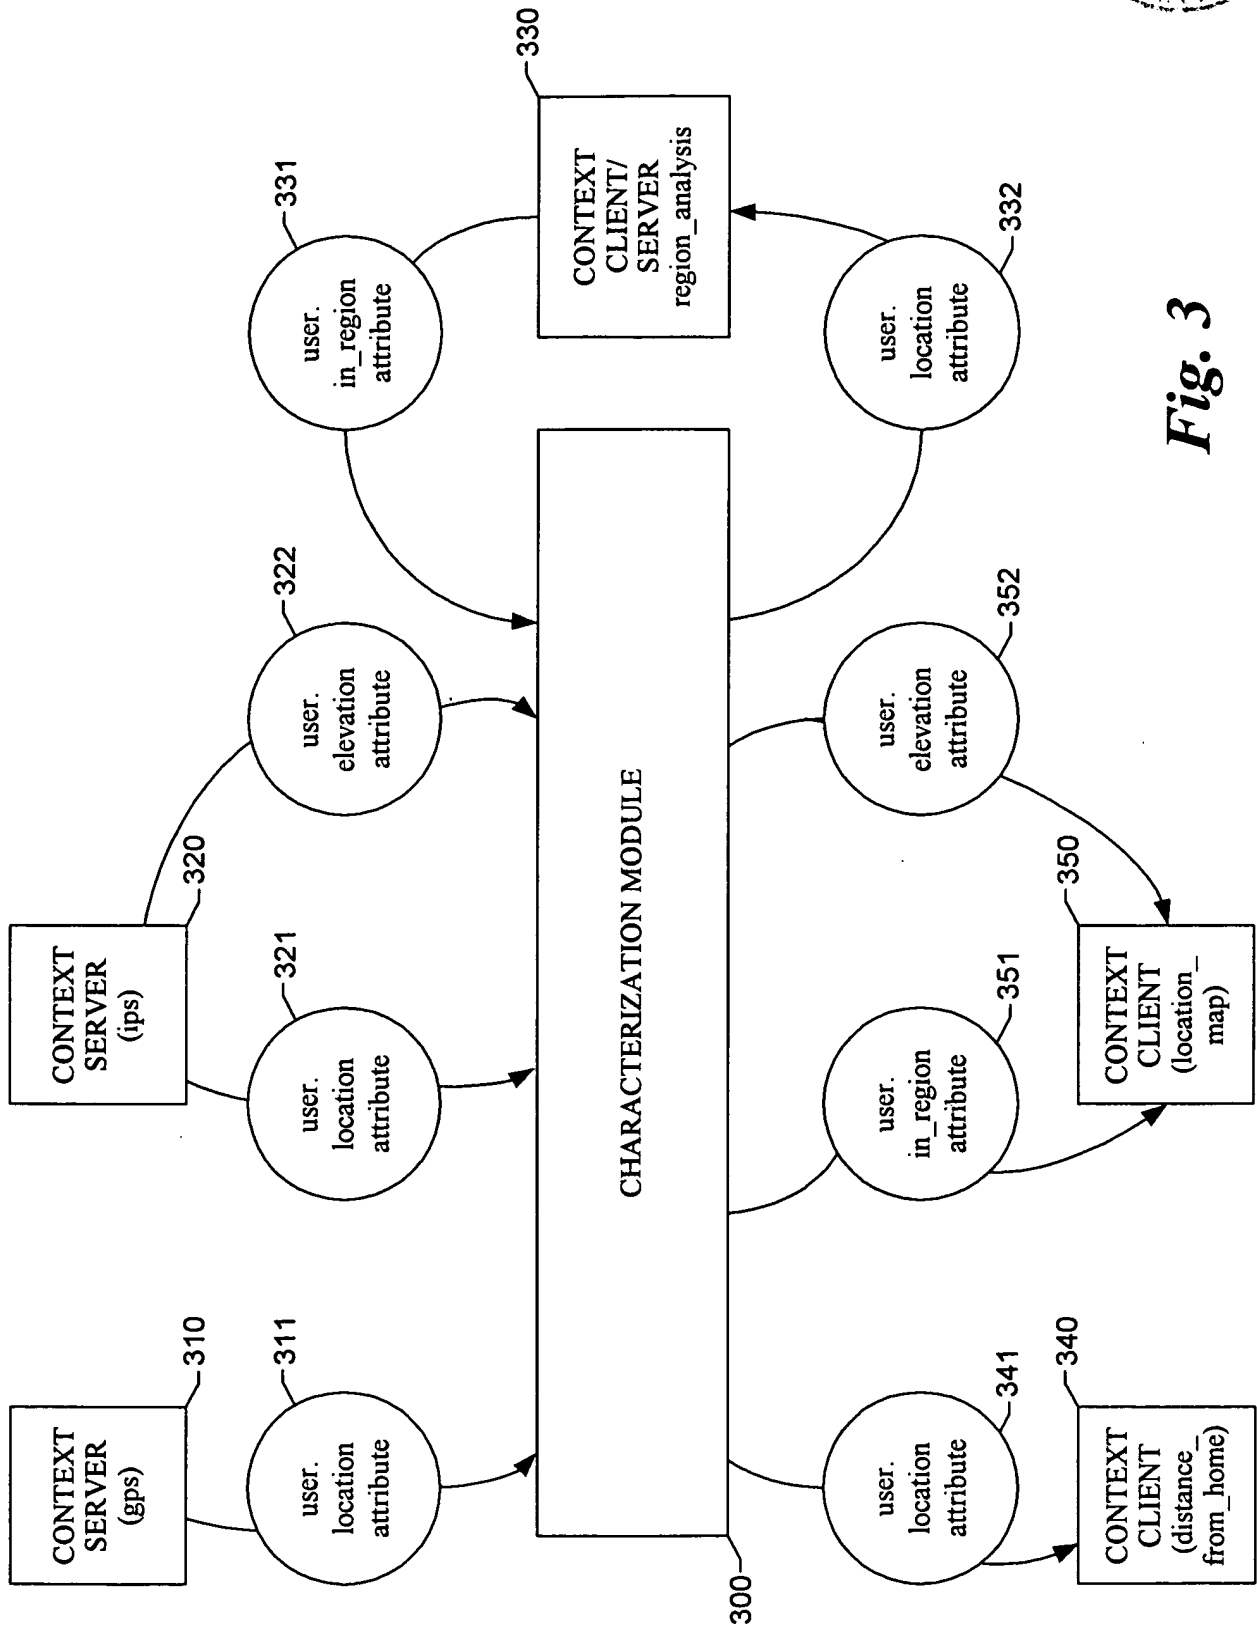 CONTEXT
SERVER
(gps)
310
311
user.
location
attribute
CONTEXT
SERVER
(ips)
320
321
user.
location
attribute
322
user.
elevation
attribute
331
user.
in_region
attribute
330
CONTEXT
CLIENT/
SERVER
region_analysis
CHARACTERIZATION MODULE
300
user.
location
attribute
341
340
CONTEXT
CLIENT
(distance_
from_home)
user.
in_region
attribute
351
350
CONTEXT
CLIENT
(location_
map)
user.
elevation
attribute
352
user.
location
attribute
332
Fig. 3